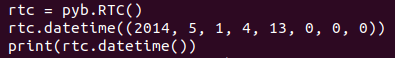 rtc = pyb.RTC()
rtc.datetime((2014, 5, 1, 4, 13, 0, 0, 0))
print(rtc.datetime())